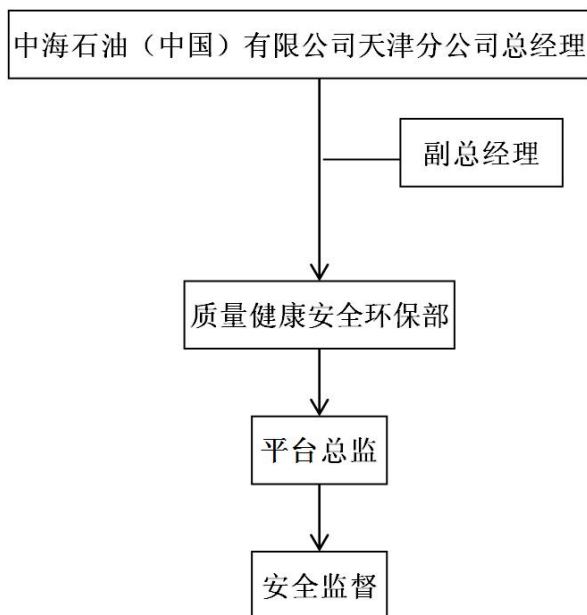 中海石油（中国）有限公司天津分公司总经理
副总经理
质量健康安全环保部
平台总监
安全监督